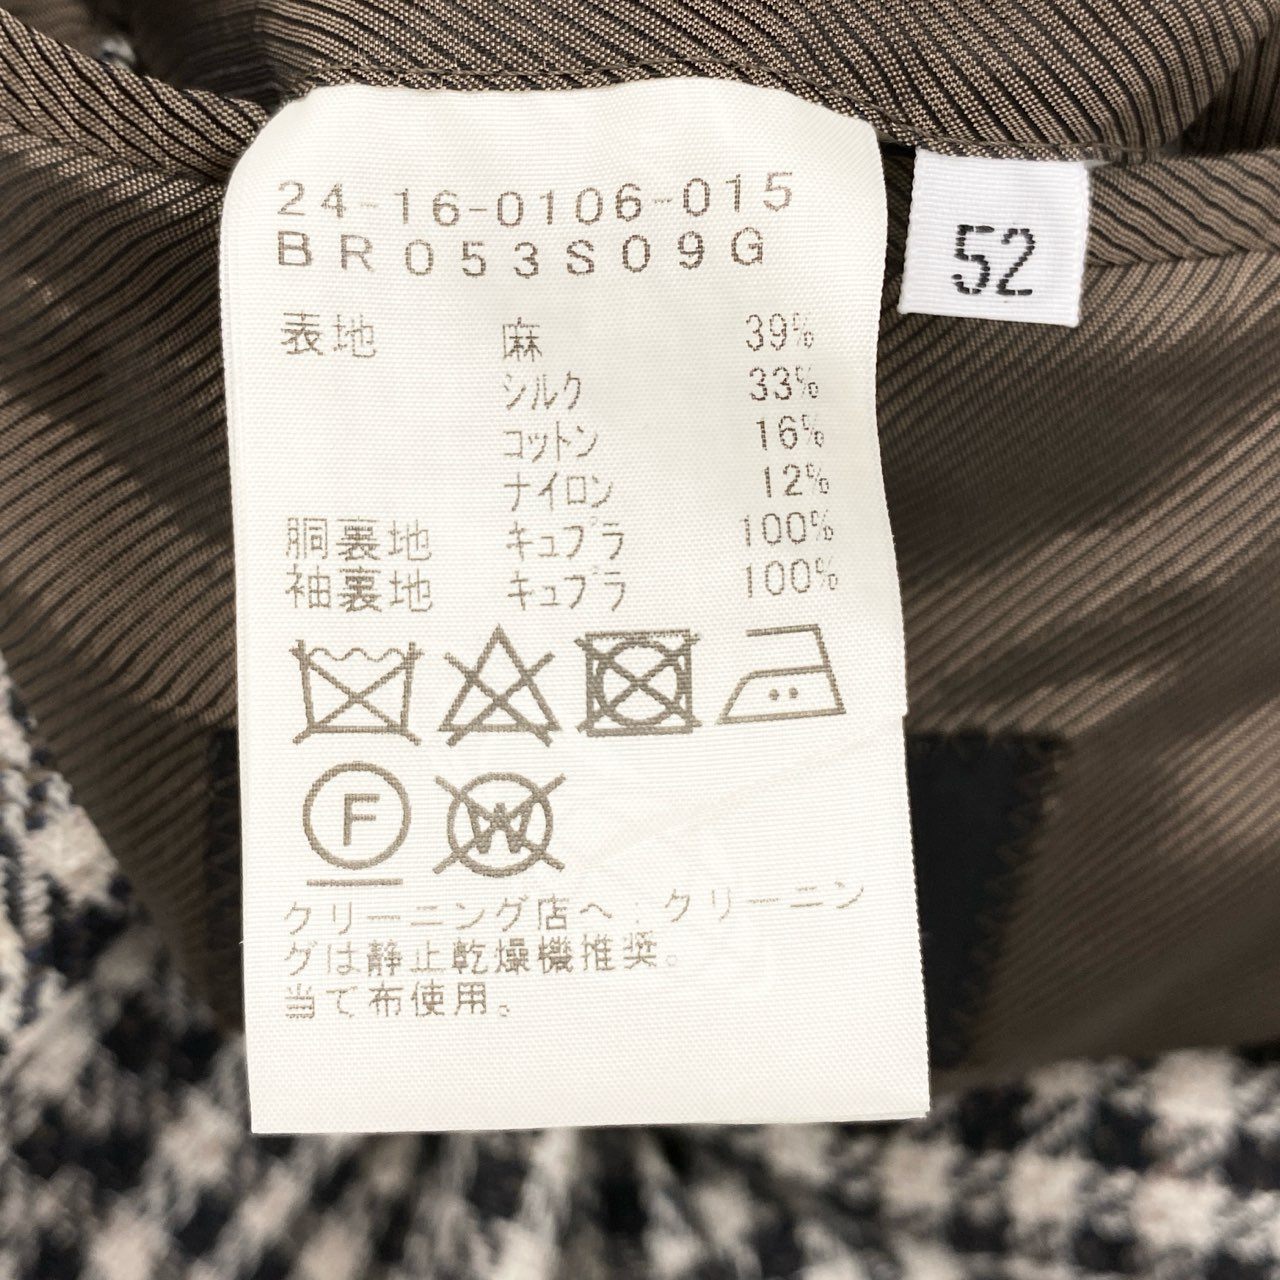 24-16-0106-015
BR053S09G
52
表地 麻 39%
シルク 33%
コットン 16%
ナイロン 12%
胴裏地 キュプラ 100%
袖裏地 キュプラ 100%
F
W
クリーニング店へ:クリーニン
グは静止乾燥機推奨。
当て布使用。